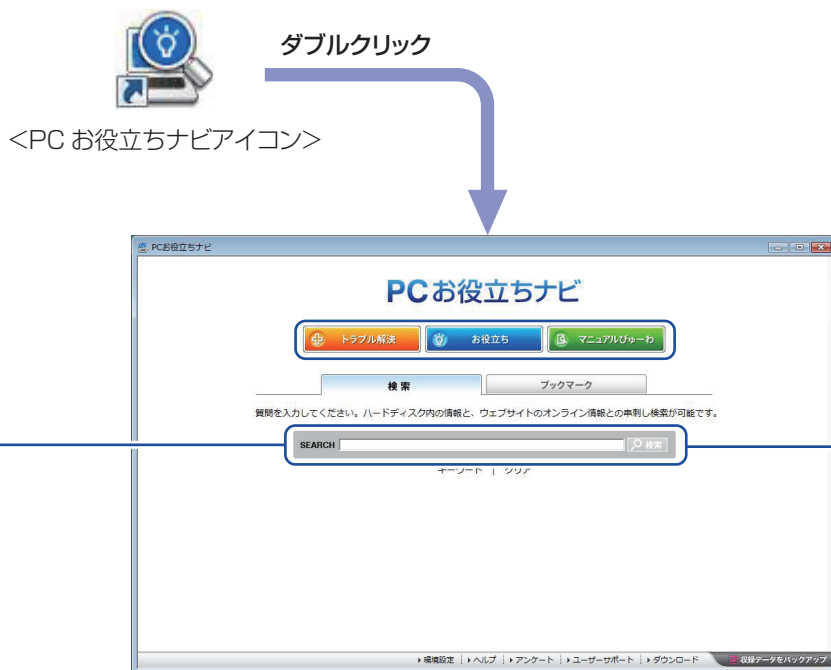 ダブルクリック
<PC お役立ちナビアイコン>
PCお役立ちナビ
PCお役立ちナビ
トラブル解決
お役立ち
マニュアルびゅーわ
検索
ブックマーク
質問を入力してください。ハードディスク内の情報と、ウェブサイトのオンライン情報との串刺し検索が可能です。
SEARCH
検索
キーワード | クリア
環境設定 ヘルプ アンケート ユーザーサポート ダウンロード 収録データをバックアップ